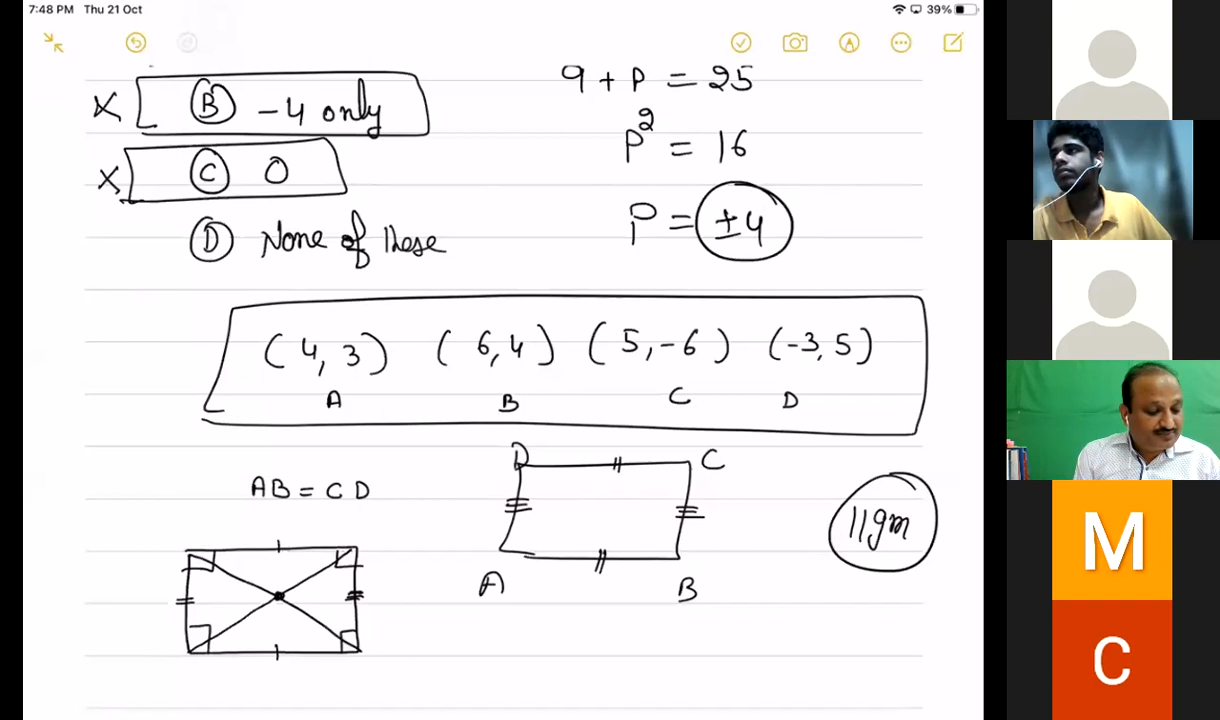 7:48 PM Thu 21 Oct 39%
B -4 only
C 0
D None of these
9 + P = 25
P² = 16
P = ±4
(4, 3) (6, 4) (5, -6) (-3, 5)
A B C D
AB = CD
D C
A B
11gm
M
C